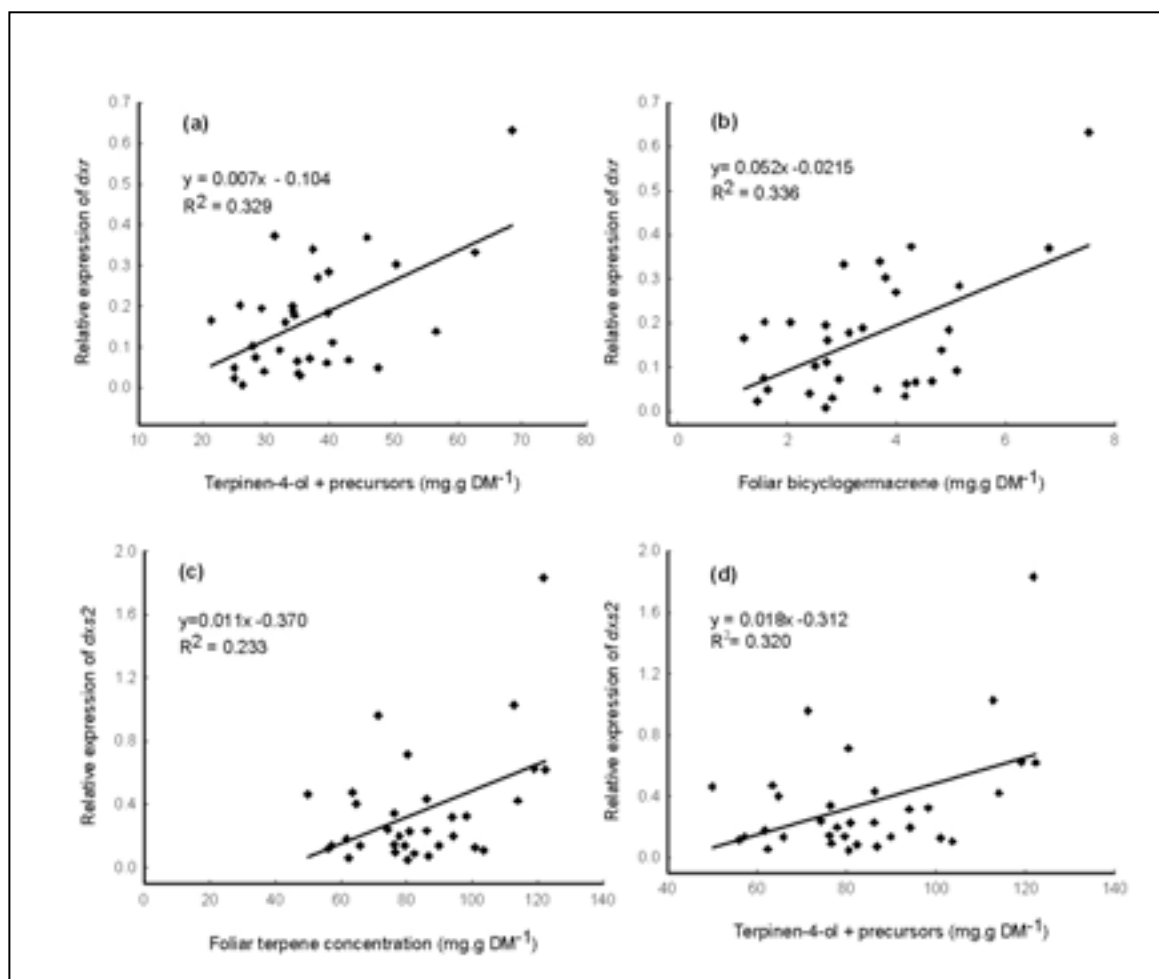 (a)
y = 0.007x - 0.104
R2 = 0.329
Relative expression of dxr
0.7
0.6
0.5
0.4
0.3
0.2
0.1
0.0
10 20 30 40 50 60 70 80
Terpinen-4-ol + precursors (mg.g DM-1)
(b)
y= 0.052x -0.0215
R2 = 0.336
Relative expression of dxr
0.7
0.6
0.5
0.4
0.3
0.2
0.1
0.0
0 2 4 6 8
Foliar bicyclogermacrene (mg.g DM-1)
(c)
y=0.011x -0.370
R2 = 0.233
Relative expression of dxs2
2.0
1.6
1.2
0.8
0.4
0.0
0 20 40 60 80 100 120 140
Foliar terpene concentration (mg.g DM-1)
(d)
y = 0.018x -0.312
R2= 0.320
Relative expression of dxs2
2.0
1.6
1.2
0.8
0.4
0.0
40 60 80 100 120 140
Terpinen-4-ol + precursors (mg.g DM-1)